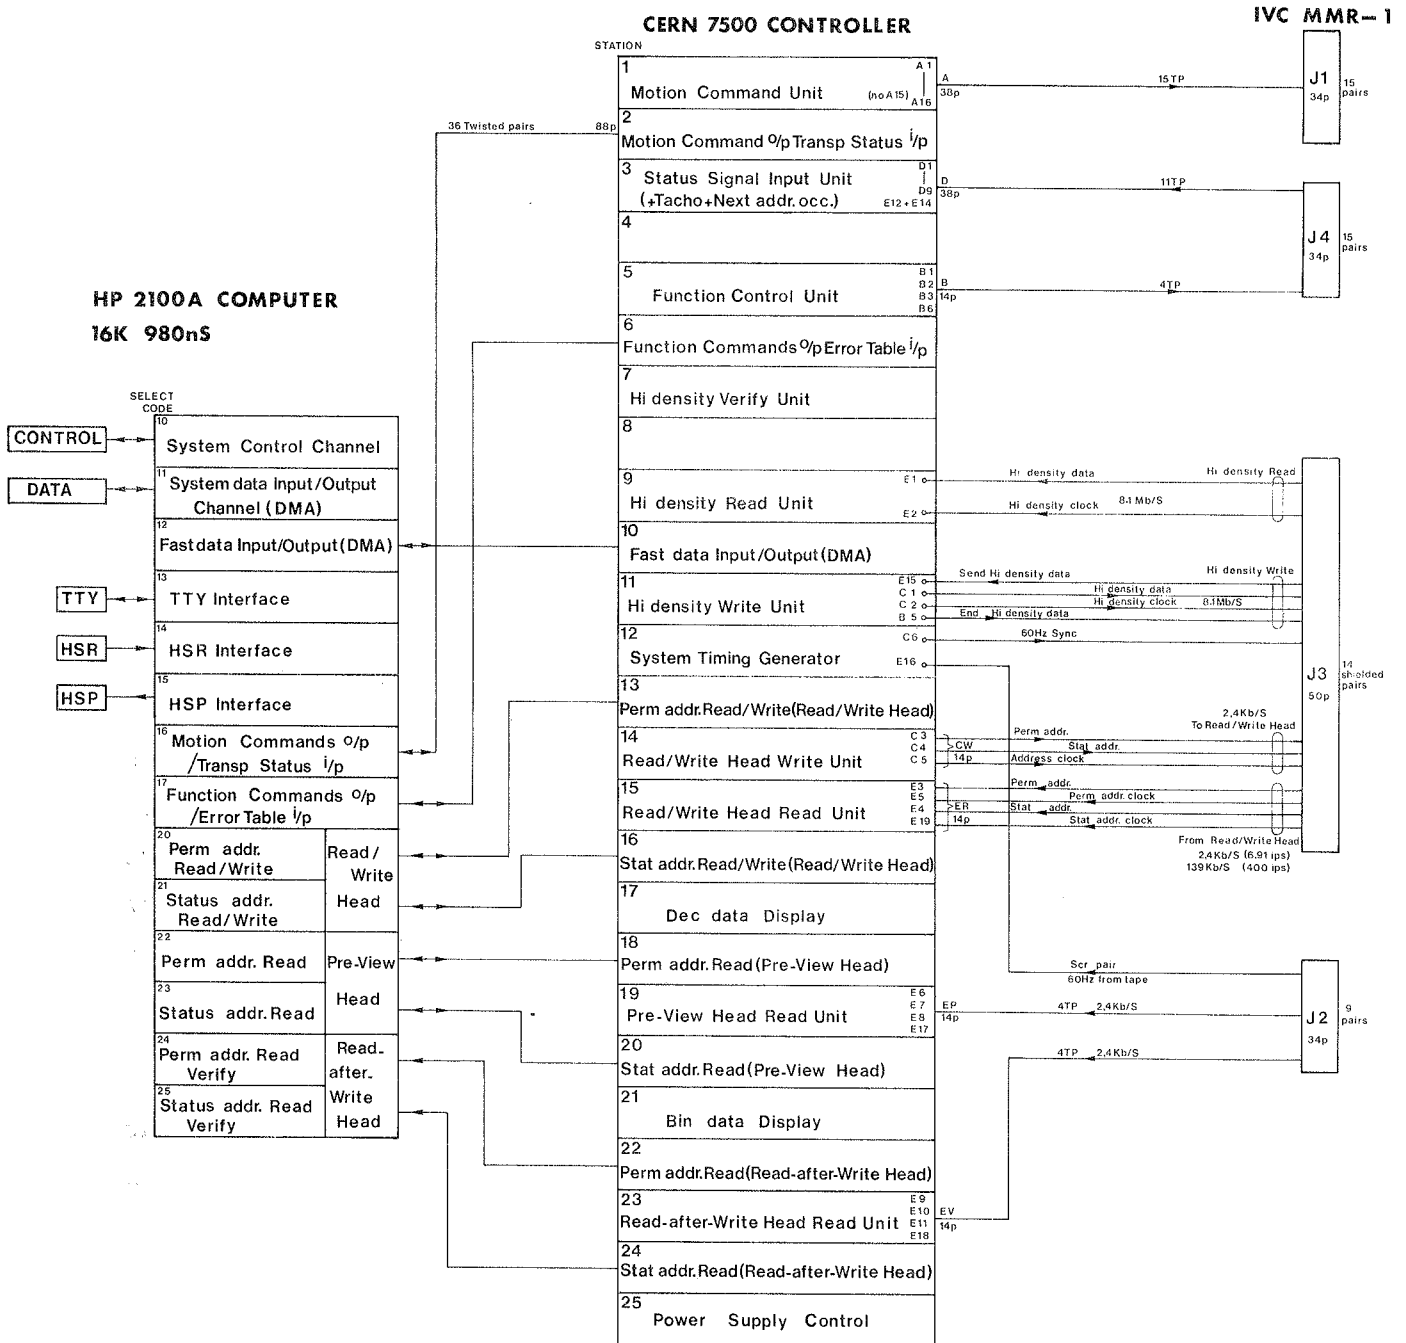 CERN 7500 CONTROLLER
IVC MMR-1
STATION
1
Motion Command Unit
(no A15)
A1
A16
A
38p
15TP
J1
34p
15
pairs
36 Twisted pairs
88p
2
Motion Command o/p Transp Status i/p
3
Status Signal Input Unit
(+Tacho+Next addr. occ.)
D1
D9
E12+E14
D
38p
11TP
4
J4
34p
15
pairs
5
Function Control Unit
B1
B2
B3
B6
B
14p
4TP
6
Function Commands o/p Error Table i/p
7
Hi density Verify Unit
8
9
Hi density Read Unit
E1
E2
Hi density data
Hi density Read
Hi density clock
8.1 Mb/S
10
Fast data Input/Output (DMA)
11
Hi density Write Unit
E15
C1
C2
B5
Send Hi density data
Hi density Write
Hi density data
Hi density clock
8.1Mb/S
End Hi density data
12
System Timing Generator
C6
E16
60Hz Sync
J3
50p
14
shielded
pairs
13
Perm addr. Read/Write (Read/Write Head)
2,4Kb/S
To Read/Write Head
14
Read/Write Head Write Unit
C3
C4
C5
CW
14p
Perm addr.
Stat addr.
Address clock
15
Read/Write Head Read Unit
E3
E5
E4
E19
ER
14p
Perm addr.
Perm addr. clock
Stat addr.
Stat addr. clock
From Read/Write Head
2,4Kb/S (6.91 ips)
139Kb/S (400 ips)
16
Stat addr. Read/Write (Read/Write Head)
17
Dec data Display
18
Perm addr. Read (Pre-View Head)
Scr pair
60Hz from tape
19
Pre-View Head Read Unit
E6
E7
E8
E17
EP
14p
4TP 2,4Kb/S
J2
34p
9
pairs
20
Stat addr. Read (Pre-View Head)
4TP 2,4Kb/S
21
Bin data Display
22
Perm addr. Read (Read-after-Write Head)
23
Read-after-Write Head Read Unit
E9
E10
E11
E18
EV
14p
24
Stat addr. Read (Read-after-Write Head)
25
Power Supply Control
HP 2100A COMPUTER
16K 980nS
SELECT
CODE
CONTROL
10
System Control Channel
DATA
11
System data Input/Output
Channel (DMA)
12
Fast data Input/Output (DMA)
TTY
13
TTY Interface
HSR
14
HSR Interface
HSP
15
HSP Interface
16
Motion Commands o/p
/Transp Status i/p
17
Function Commands o/p
/Error Table i/p
20
Perm addr.
Read/Write
21
Status addr.
Read/Write
Read/
Write
Head
22
Perm addr. Read
23
Status addr. Read
Pre-View
Head
24
Perm addr. Read
Verify
25
Status addr. Read
Verify
Read-
after-
Write
Head